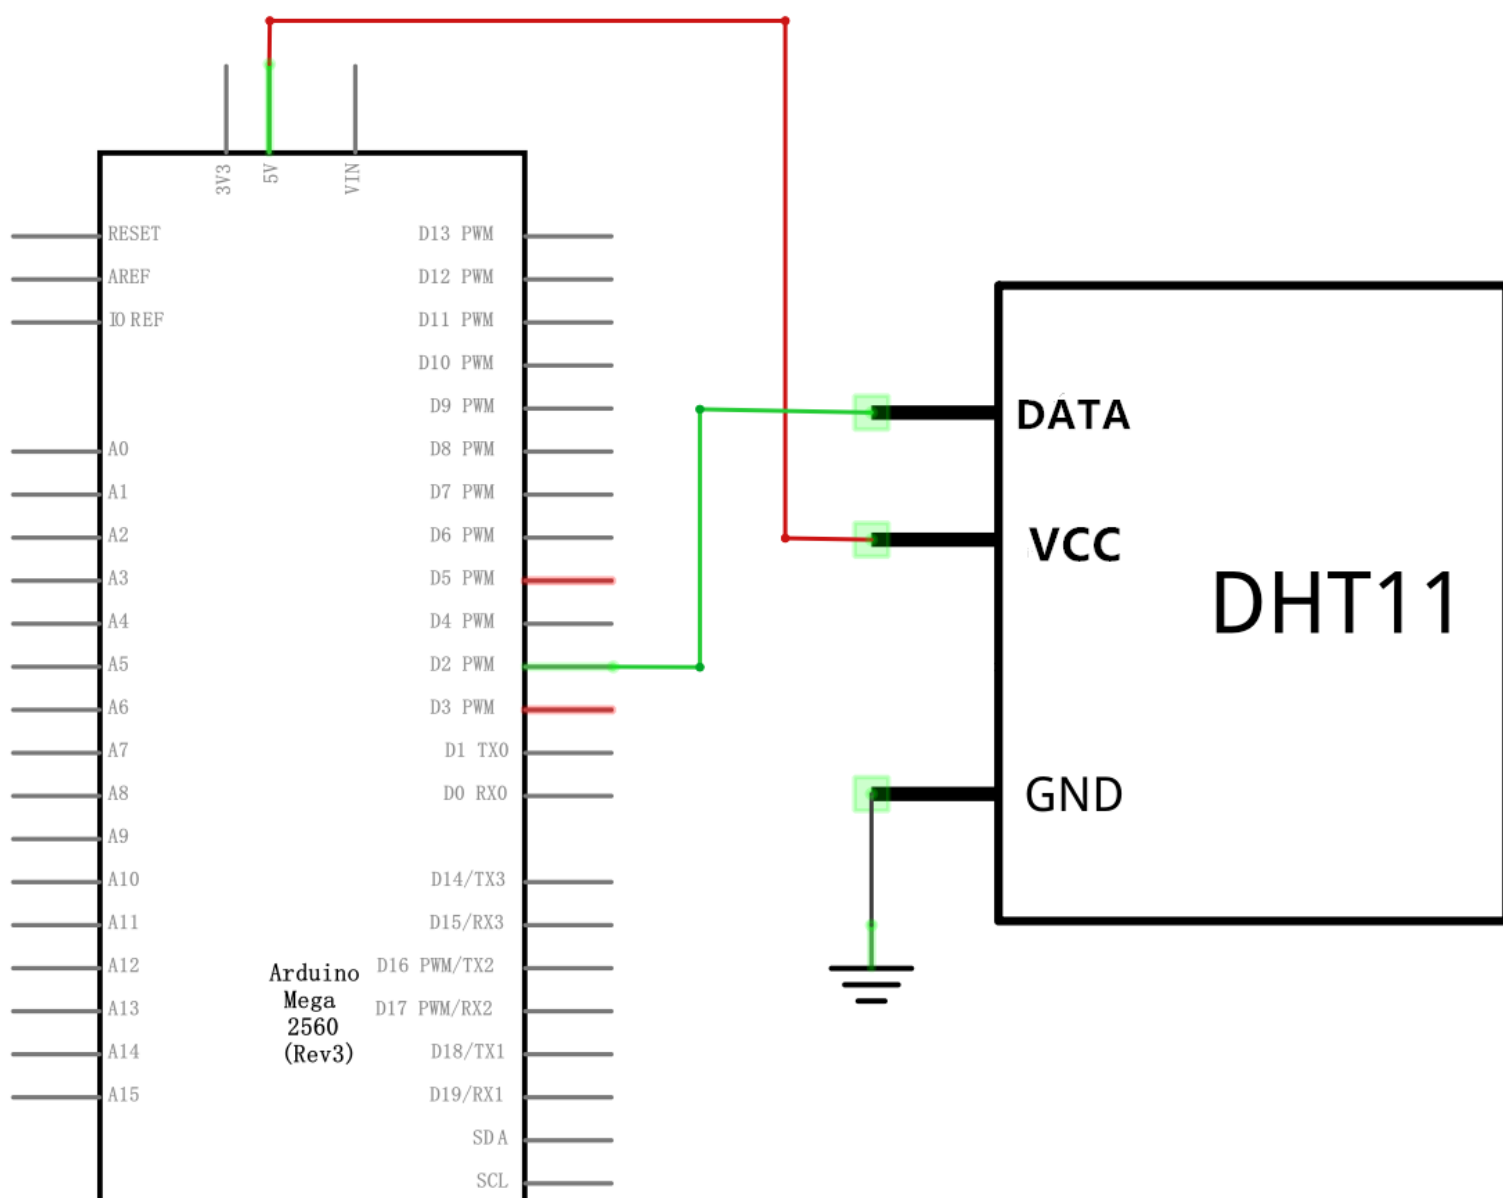 3V3
5V
VIN
RESET
AREF
IO REF
A0
A1
A2
A3
A4
A5
A6
A7
A8
A9
A10
A11
A12
A13
A14
A15
D13 PWM
D12 PWM
D11 PWM
D10 PWM
D9 PWM
D8 PWM
D7 PWM
D6 PWM
D5 PWM
D4 PWM
D2 PWM
D3 PWM
D1 TX0
D0 RX0
D14/TX3
D15/RX3
D16 PWM/TX2
D17 PWM/RX2
D18/TX1
D19/RX1
SDA
SCL
Arduino
Mega
2560
(Rev3)
DATA
VCC
DHT11
GND